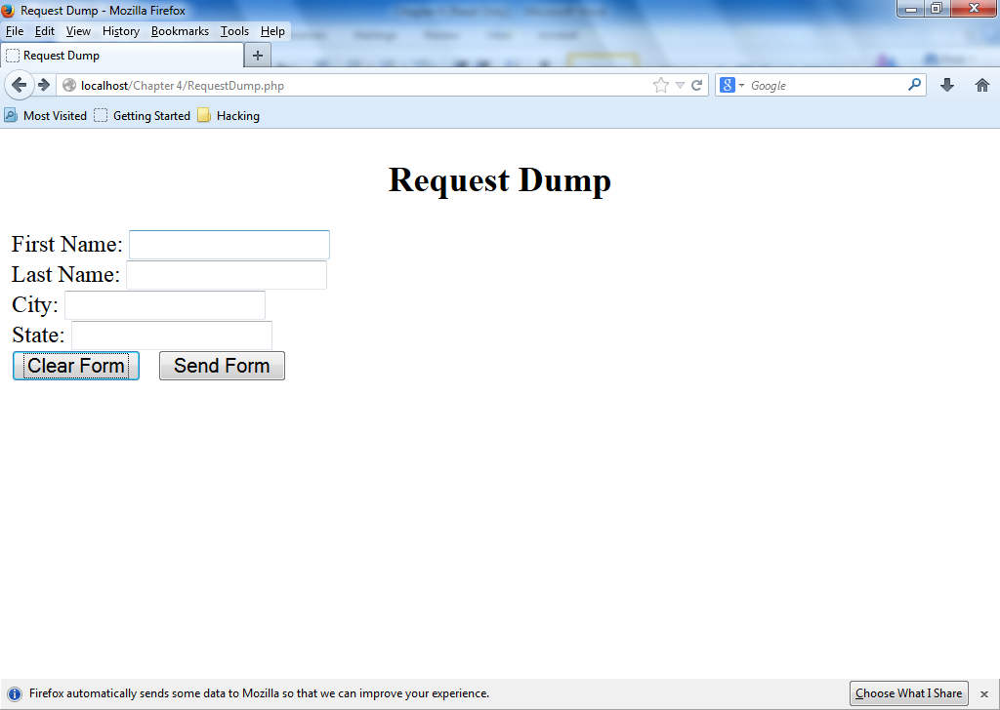 Request Dump - Mozilla Firefox
File Edit View History Bookmarks Tools Help
Request Dump
localhost/Chapter 4/RequestDump.php
Google
Most Visited Getting Started Hacking
Request Dump
First Name:
Last Name:
City:
State:
Clear Form Send Form
Firefox automatically sends some data to Mozilla so that we can improve your experience. Choose What I Share